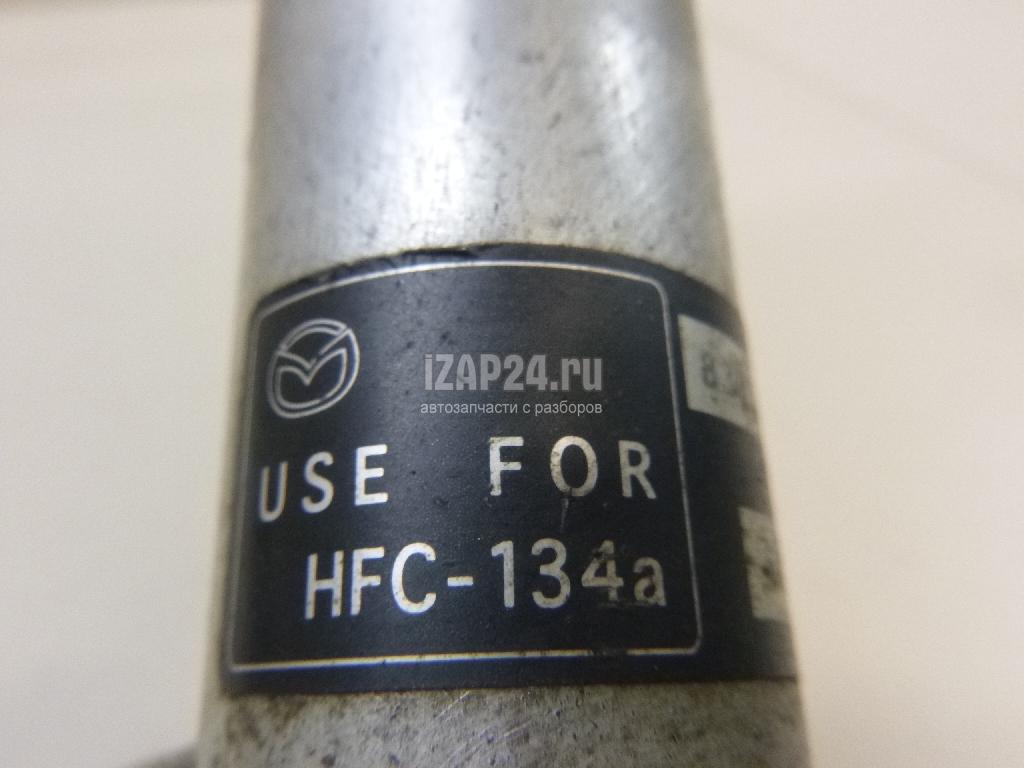 iZAP24.ru
автозапчасти с разборов
USE FOR
HFC-134a